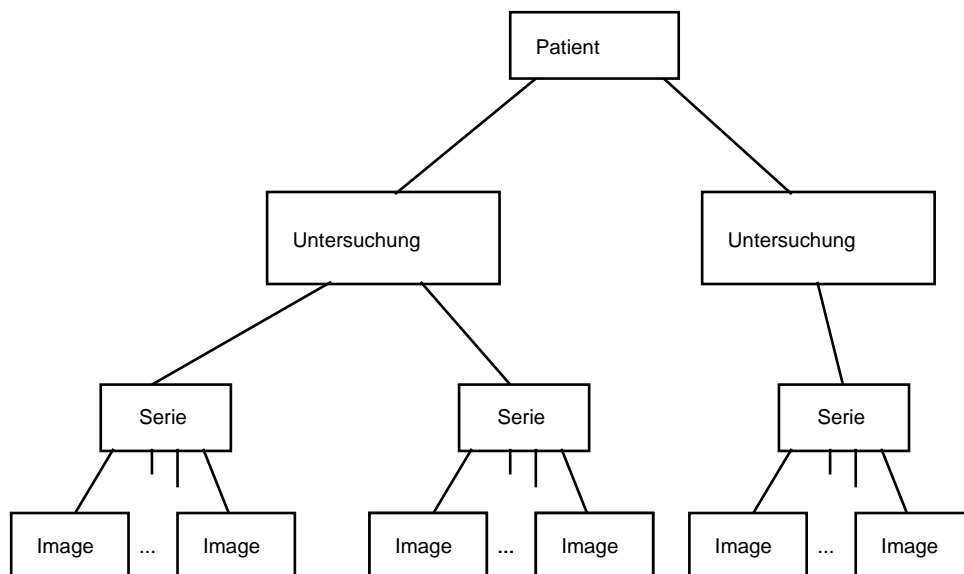 Patient
Untersuchung Untersuchung
Serie Serie Serie
Image ... Image Image ... Image Image ... Image